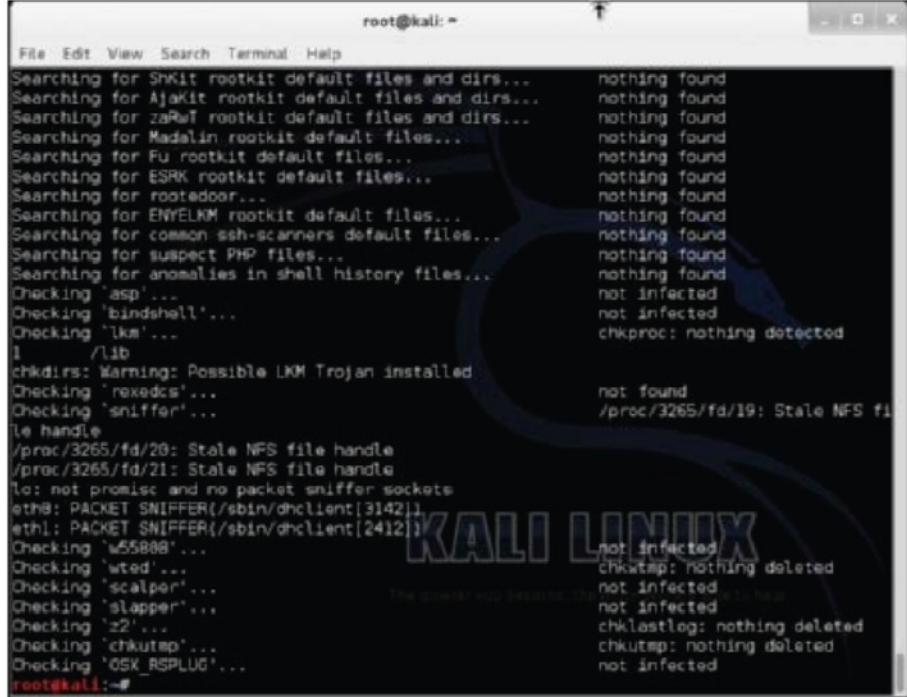 root@kali: ~
File Edit View Search Terminal Help
Searching for ShKit rootkit default files and dirs... nothing found
Searching for AjaKit rootkit default files and dirs... nothing found
Searching for zaRwT rootkit default files and dirs... nothing found
Searching for Madalin rootkit default files... nothing found
Searching for Fu rootkit default files... nothing found
Searching for ESRK rootkit default files... nothing found
Searching for rootedoor... nothing found
Searching for ENYELKM rootkit default files... nothing found
Searching for common ssh-scanners default files... nothing found
Searching for suspect PHP files... nothing found
Searching for anomalies in shell history files... nothing found
Checking `asp'... not infected
Checking `bindshell'... not infected
Checking `lkm'... chkproc: nothing detected
1 /lib
chkdirs: Warning: Possible LKM Trojan installed
Checking `rexedcs'... not found
Checking `sniffer'... /proc/3265/fd/19: Stale NFS fi
le handle
/proc/3265/fd/20: Stale NFS file handle
/proc/3265/fd/21: Stale NFS file handle
lo: not promisc and no packet sniffer sockets
eth0: PACKET SNIFFER(/sbin/dhclient[3142])
eth1: PACKET SNIFFER(/sbin/dhclient[2412])
KALI LINUX
Checking `w55808'... not infected
Checking `wted'... chkwtmp: nothing deleted
Checking `scalper'... not infected
Checking `slapper'... not infected
Checking `z2'... chklastlog: nothing deleted
Checking `chkutmp'... chkutmp: nothing deleted
Checking `OSX_RSPLUG'... not infected
root@kali:~#